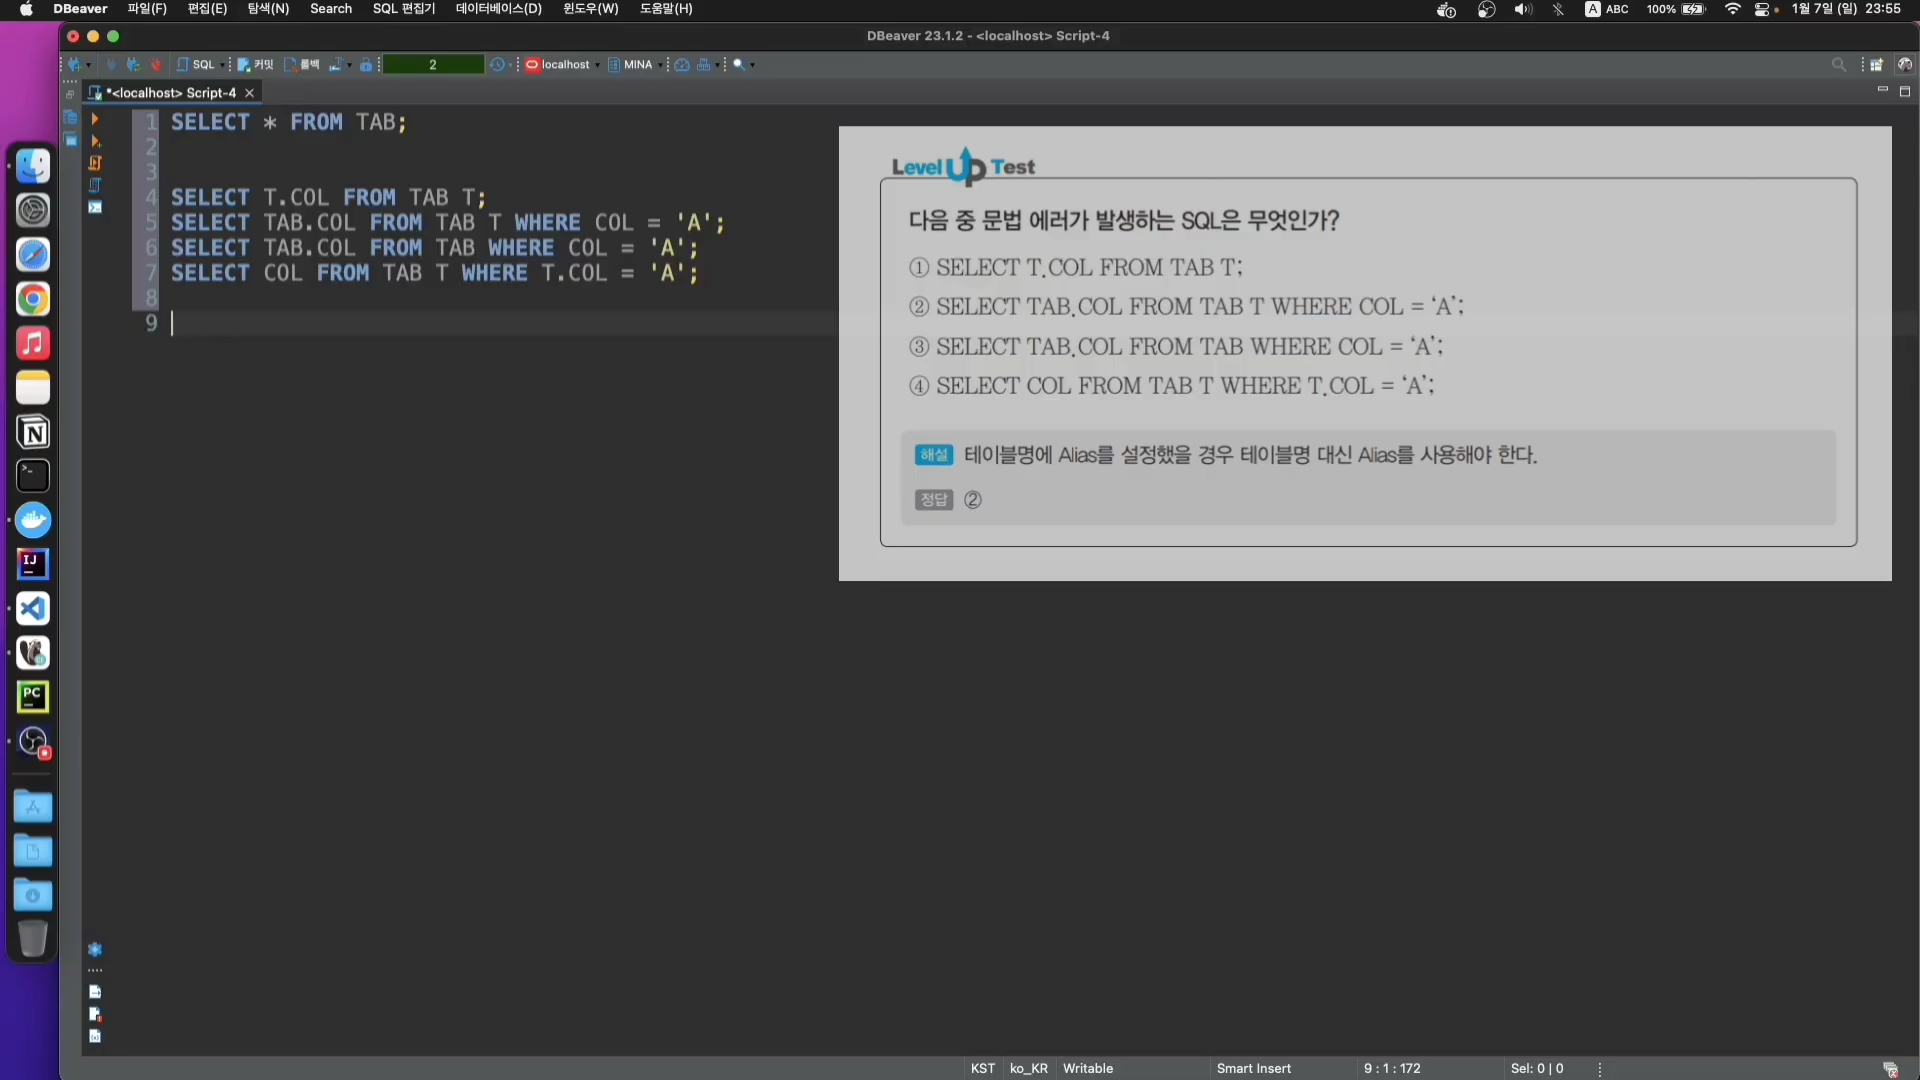 DBeaver 파일(F) 편집(E) 탐색(N) Search SQL 편집기 데이터베이스(D) 윈도우(W) 도움말(H) A ABC 100% 1월 7일 (일) 23:55
DBeaver 23.1.2 - <localhost> Script-4
SQL 커밋 롤백 2 localhost MINA
*<localhost> Script-4
1 SELECT * FROM TAB;
2
3
4 SELECT T.COL FROM TAB T;
5 SELECT TAB.COL FROM TAB T WHERE COL = 'A';
6 SELECT TAB.COL FROM TAB WHERE COL = 'A';
7 SELECT COL FROM TAB T WHERE T.COL = 'A';
8
9
Level Up Test
다음 중 문법 에러가 발생하는 SQL은 무엇인가?
① SELECT T.COL FROM TAB T;
② SELECT TAB.COL FROM TAB T WHERE COL = ‘A’;
③ SELECT TAB.COL FROM TAB WHERE COL = ‘A’;
④ SELECT COL FROM TAB T WHERE T.COL = ‘A’;
해설 테이블명에 Alias를 설정했을 경우 테이블명 대신 Alias를 사용해야 한다.
정답 ②
IJ
PC
KST ko_KR Writable Smart Insert 9 : 1 : 172 Sel: 0 | 0